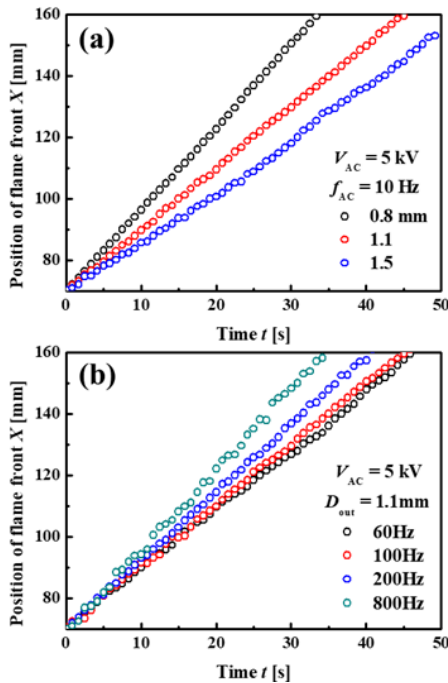 (a)
160
140
120
100
80
Position of flame front X [mm]
V_AC = 5 kV
f_AC = 10 Hz
0.8 mm
1.1
1.5
0 10 20 30 40 50
Time t [s]
(b)
160
140
120
100
80
Position of flame front X [mm]
V_AC = 5 kV
D_out = 1.1mm
60Hz
100Hz
200Hz
800Hz
0 10 20 30 40 50
Time t [s]